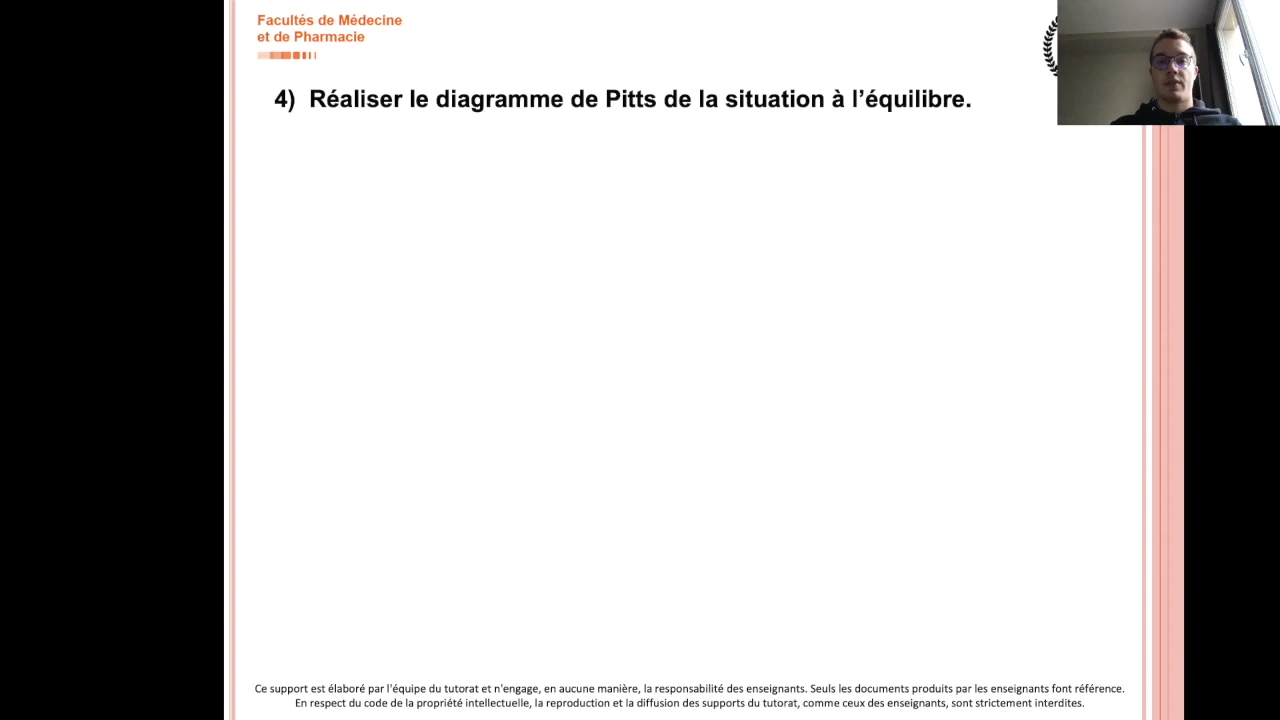 Facultés de Médecine
et de Pharmacie
4) Réaliser le diagramme de Pitts de la situation à l’équilibre.
Ce support est élaboré par l'équipe du tutorat et n'engage, en aucune manière, la responsabilité des enseignants. Seuls les documents produits par les enseignants font référence.
En respect du code de la propriété intellectuelle, la reproduction et la diffusion des supports du tutorat, comme ceux des enseignants, sont strictement interdites.